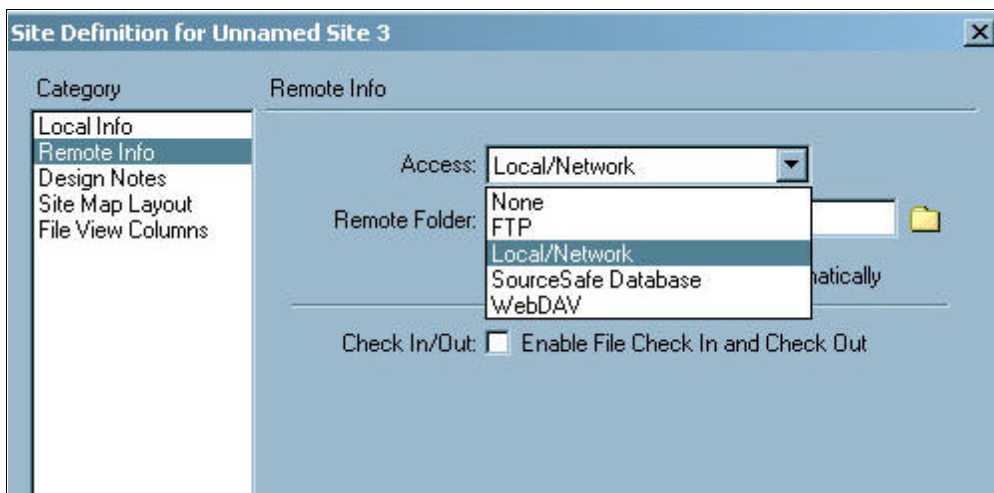 Site Definition for Unnamed Site 3
Category
Local Info
Remote Info
Design Notes
Site Map Layout
File View Columns
Remote Info
Access: Local/Network
None
FTP
Local/Network
SourceSafe Database
WebDAV
Remote Folder:
Check In/Out: Enable File Check In and Check Out